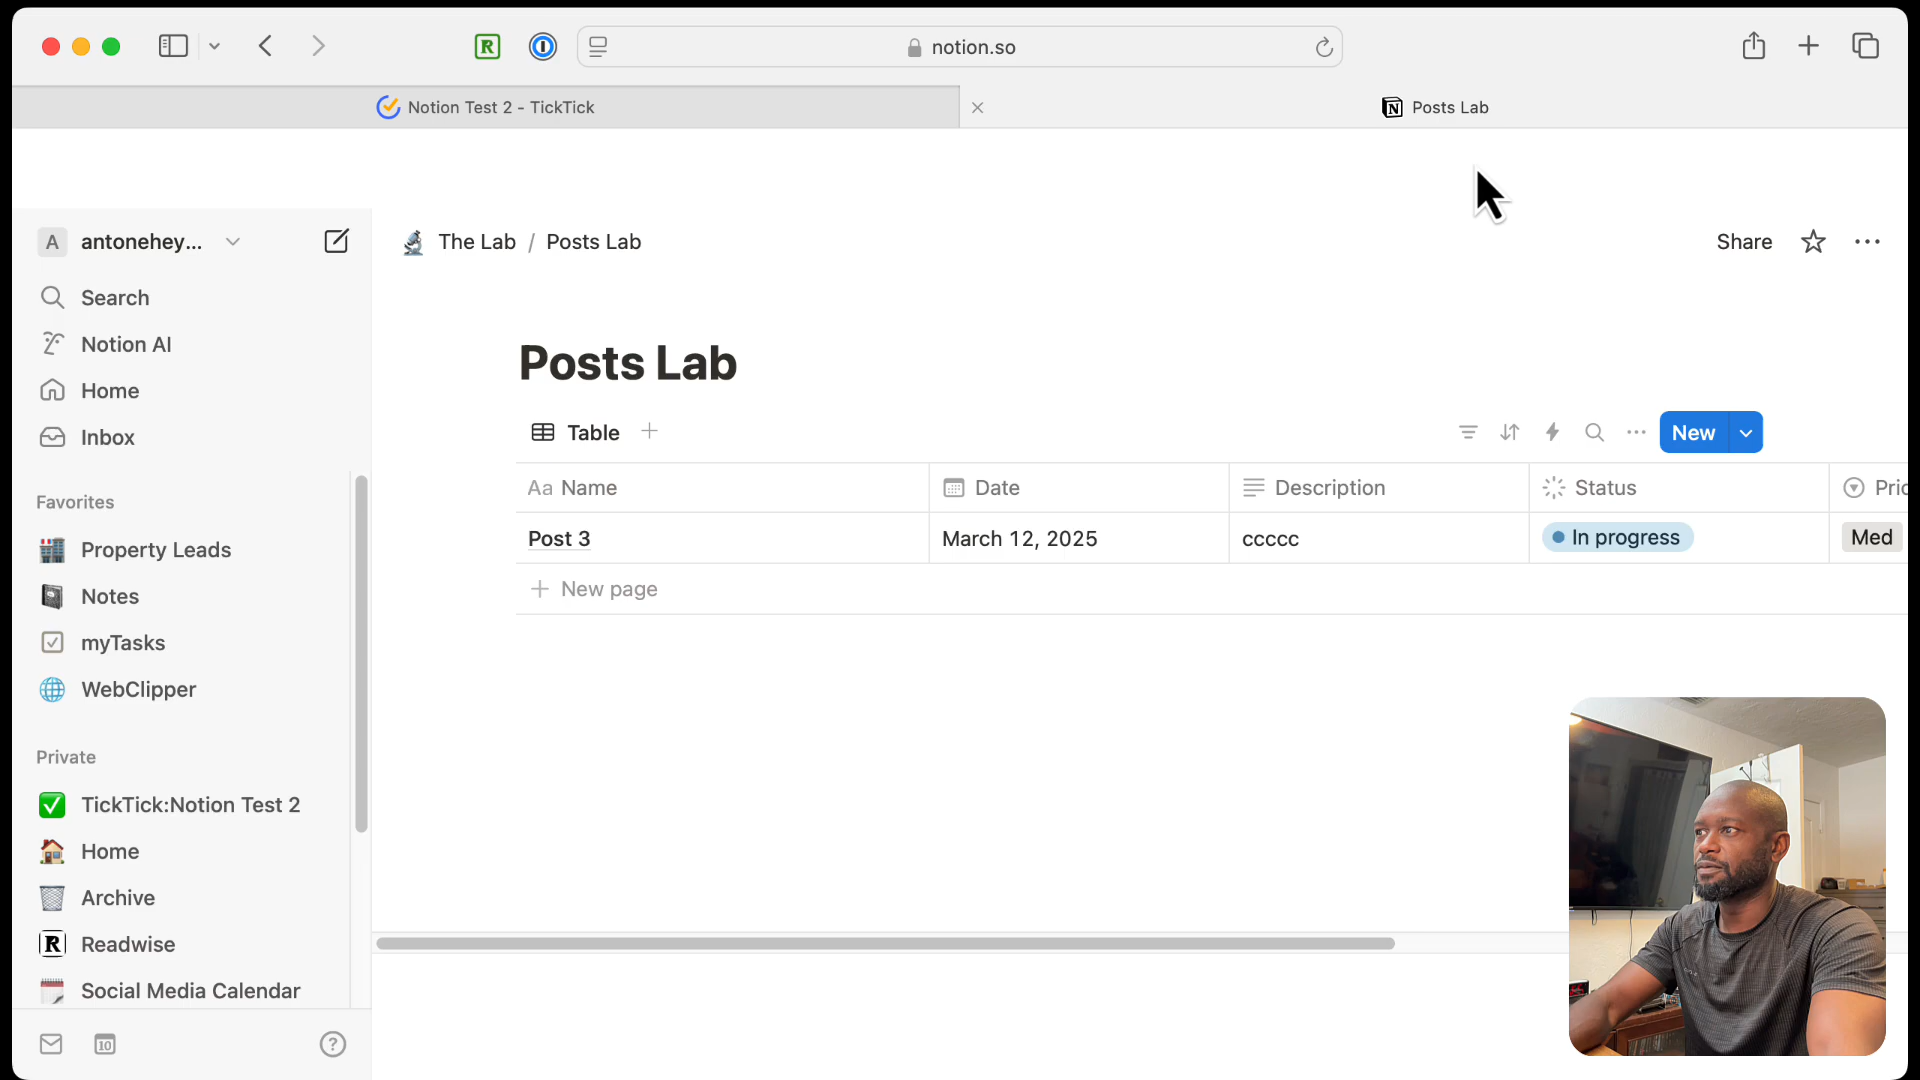 notion.so
Notion Test 2 - TickTick
Posts Lab
A antonehey...
The Lab / Posts Lab
Share
Search
Notion AI
Home
Inbox
Posts Lab
Table
New
Favorites
Aa Name Date Description Status Pric
Post 3 March 12, 2025 ccccc In progress Med
New page
Property Leads
Notes
myTasks
WebClipper
Private
TickTick:Notion Test 2
Home
Archive
Readwise
Social Media Calendar
10